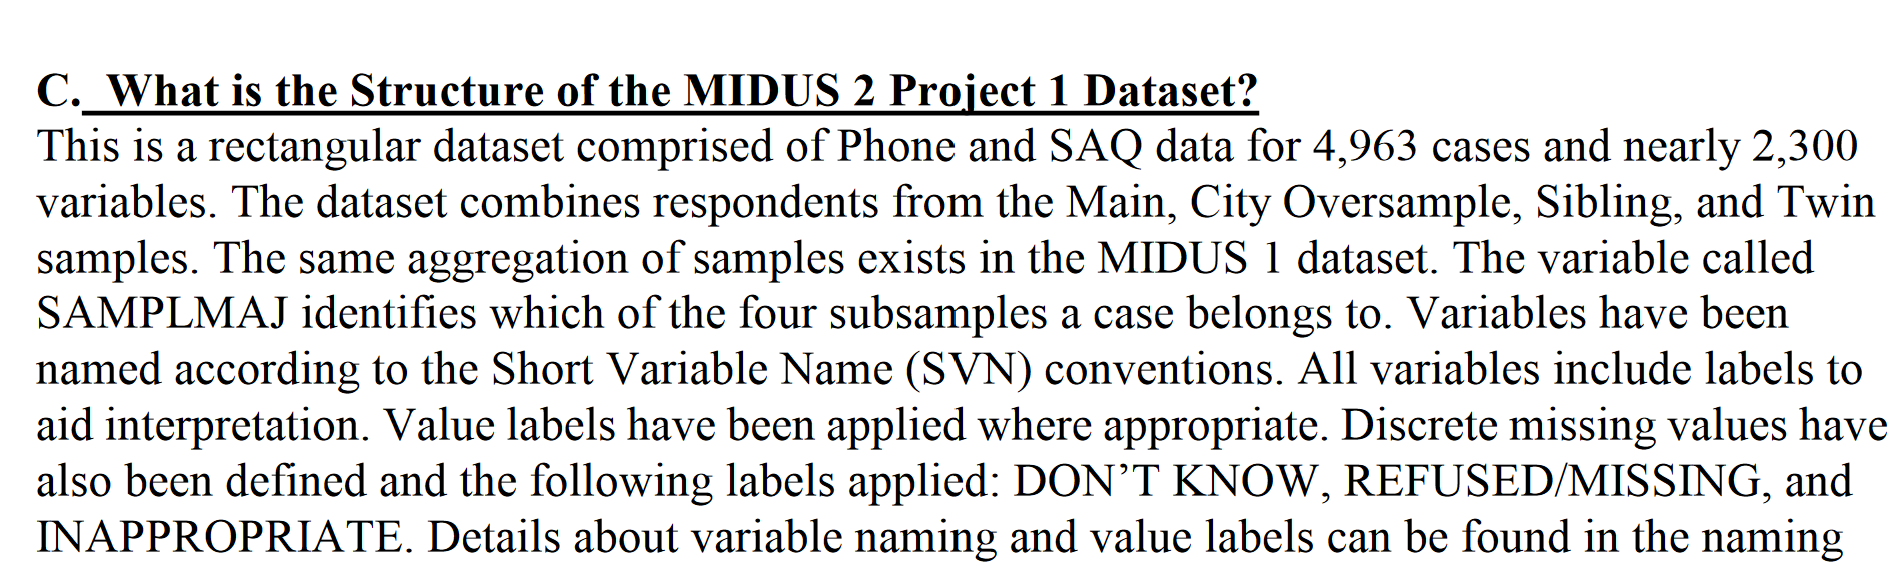 C.  What is the Structure of the MIDUS 2 Project 1 Dataset?
This is a rectangular dataset comprised of Phone and SAQ data for 4,963 cases and nearly 2,300
variables. The dataset combines respondents from the Main, City Oversample, Sibling, and Twin
samples. The same aggregation of samples exists in the MIDUS 1 dataset. The variable called
SAMPLMAJ identifies which of the four subsamples a case belongs to. Variables have been
named according to the Short Variable Name (SVN) conventions. All variables include labels to
aid interpretation. Value labels have been applied where appropriate. Discrete missing values have
also been defined and the following labels applied: DON’T KNOW, REFUSED/MISSING, and
INAPPROPRIATE. Details about variable naming and value labels can be found in the naming